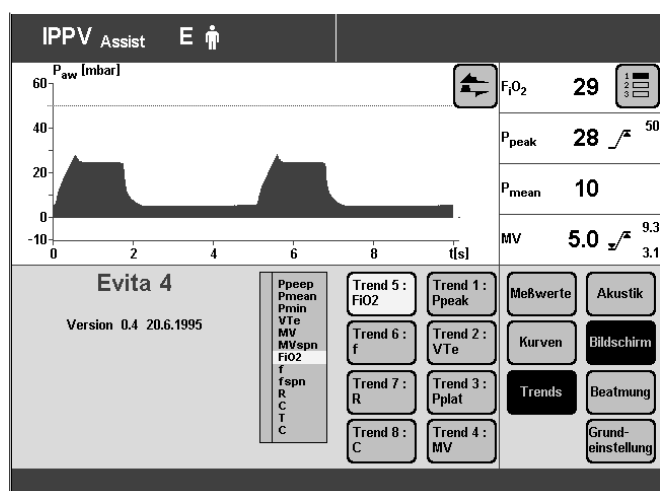 IPPV Assist E
Paw [mbar]
60
40
20
0
-10
0 2 4 6 8 t[s]
FiO2 29
1
2
3
Ppeak 28 50
Pmean 10
MV 5.0 9.3
3.1
Evita 4
Version 0.4 20.6.1995
Ppeep
Pmean
Pmin
VTe
MV
MVspn
FiO2
f
fspn
R
C
T
C
Trend 5 :
FiO2
Trend 1 :
Ppeak
Trend 6 :
f
Trend 2 :
VTe
Trend 7 :
R
Trend 3 :
Pplat
Trend 8 :
C
Trend 4 :
MV
Meßwerte
Akustik
Kurven
Bildschirm
Trends
Beatmung
Grund-
einstellung